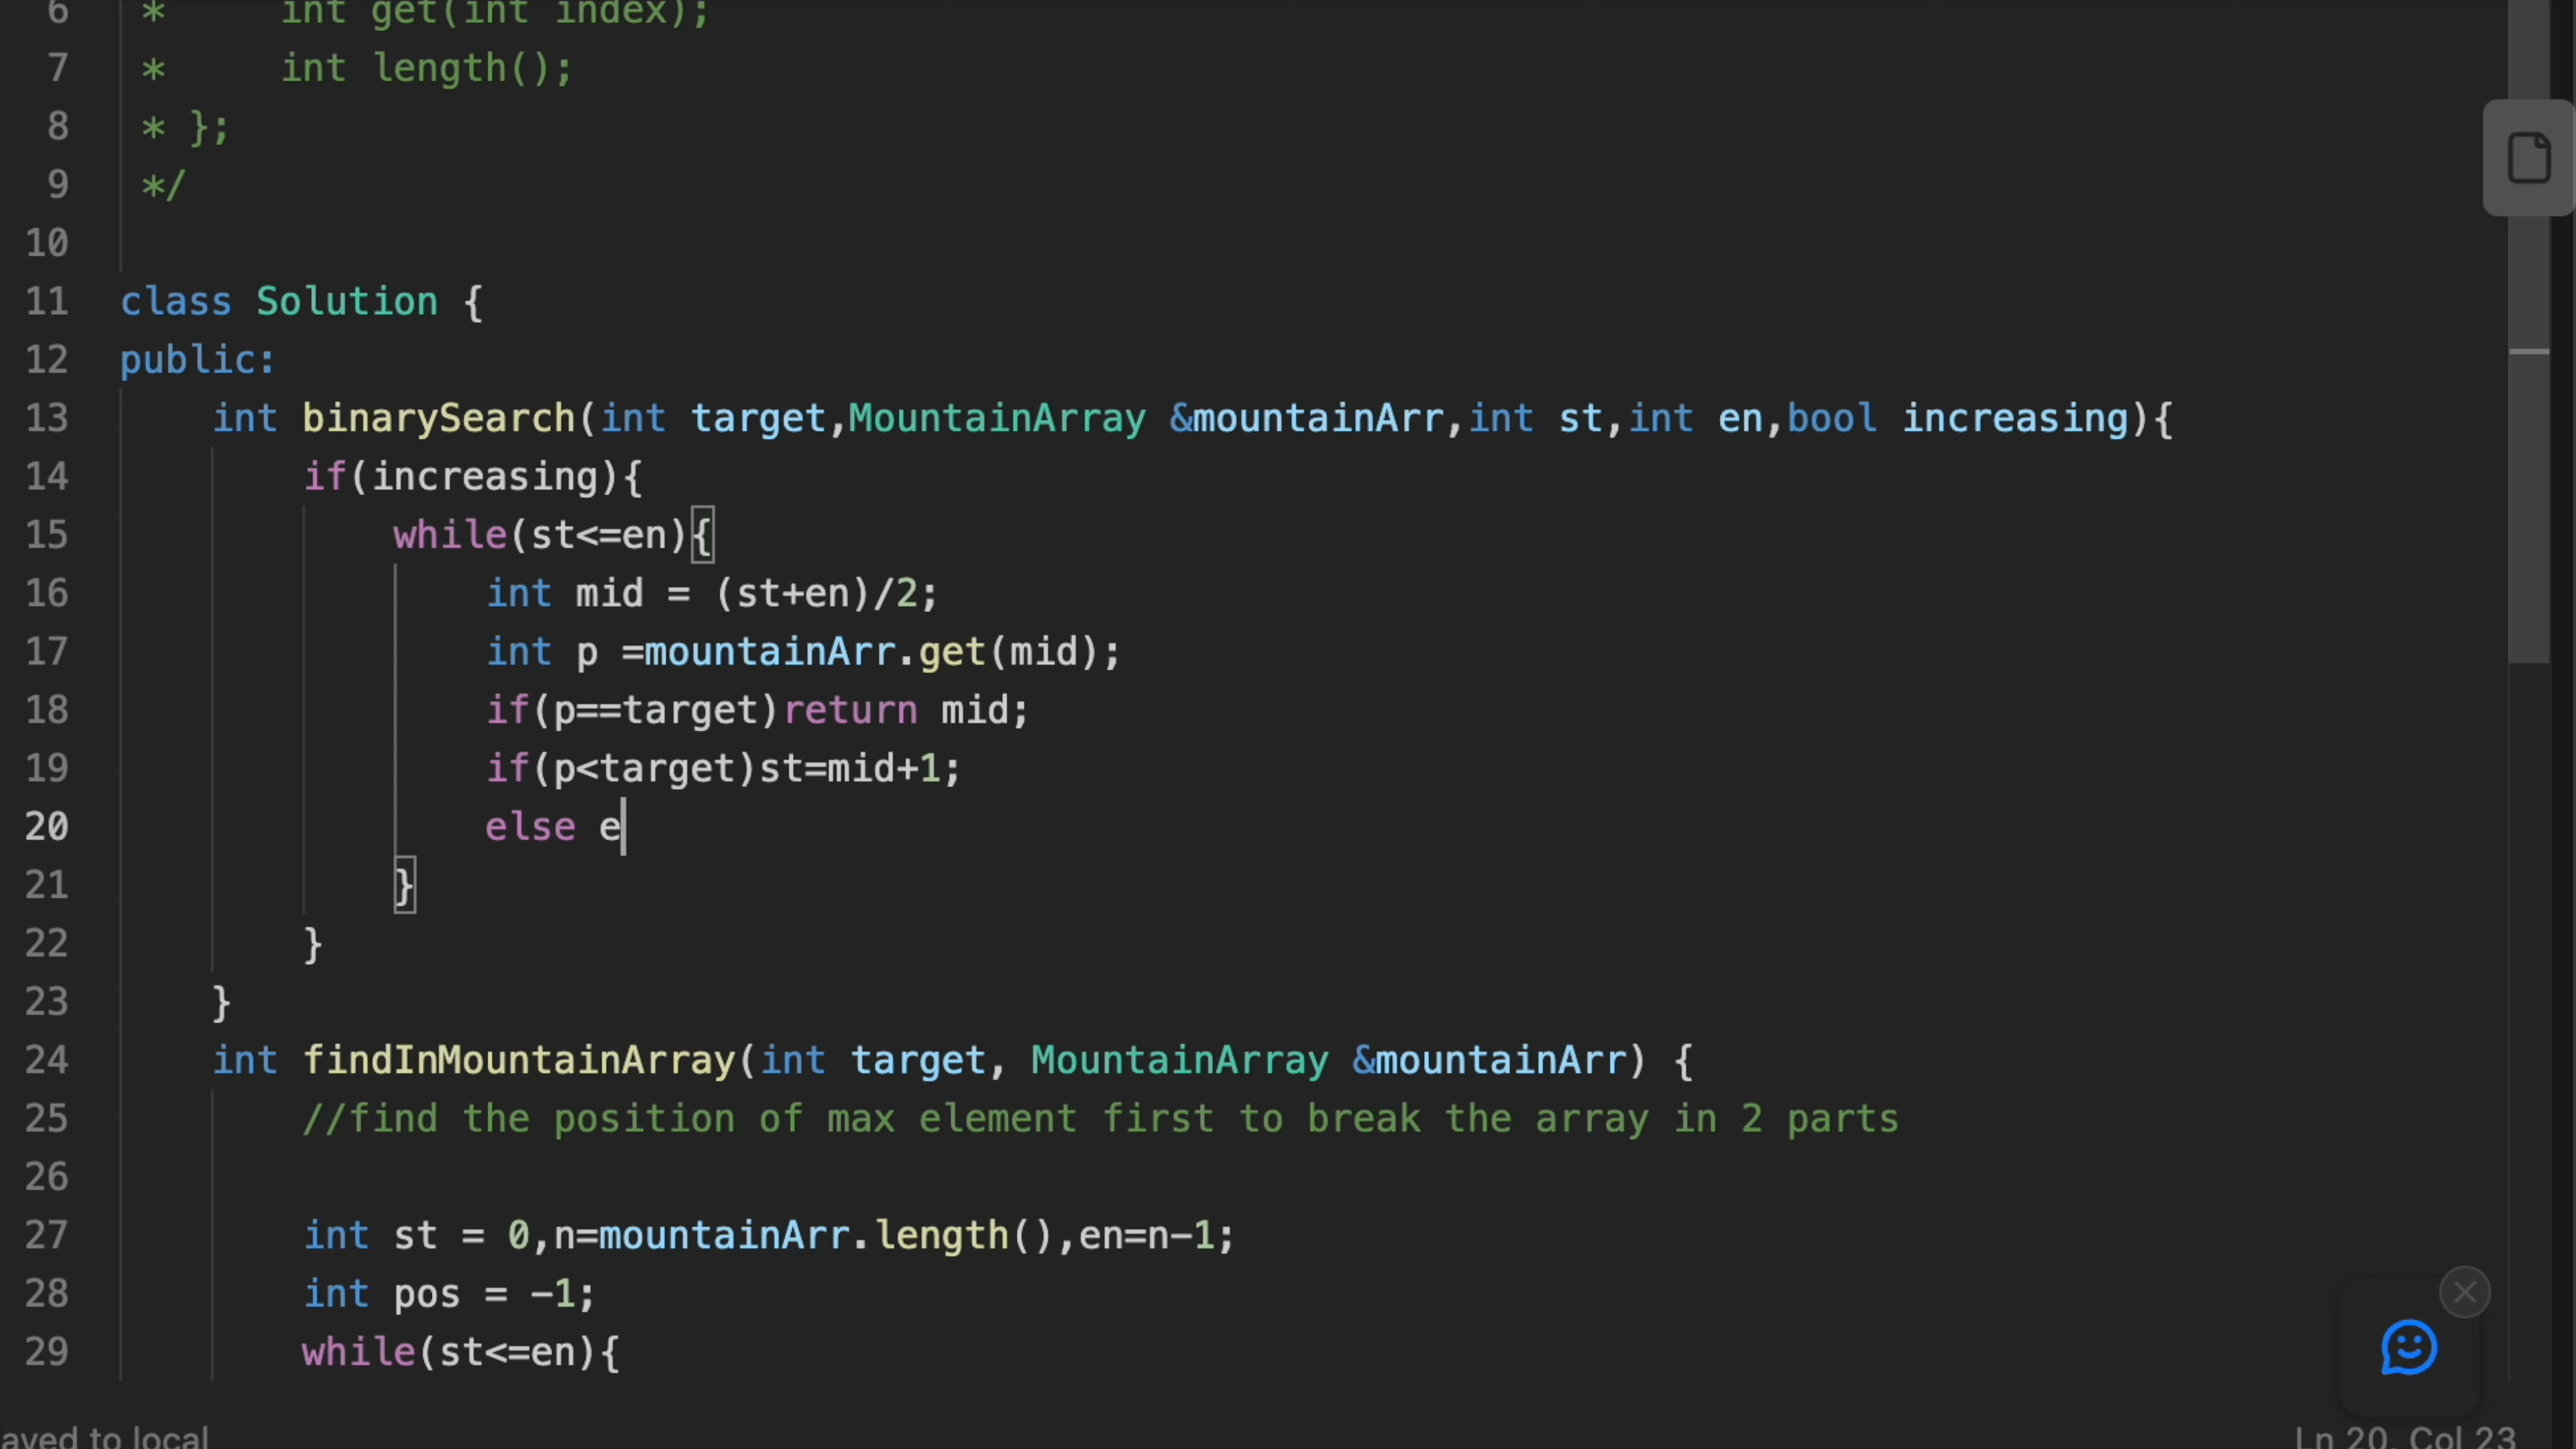 6 * int get(int index);
7 * int length();
8 * };
9 */
10
11 class Solution {
12 public:
13 int binarySearch(int target,MountainArray &mountainArr,int st,int en,bool increasing){
14 if(increasing){
15 while(st<=en){
16 int mid = (st+en)/2;
17 int p =mountainArr.get(mid);
18 if(p==target)return mid;
19 if(p<target)st=mid+1;
20 else e
21 }
22 }
23 }
24 int findInMountainArray(int target, MountainArray &mountainArr) {
25 //find the position of max element first to break the array in 2 parts
26
27 int st = 0,n=mountainArr.length(),en=n-1;
28 int pos = -1;
29 while(st<=en){
aved to local
Ln 20, Col 23